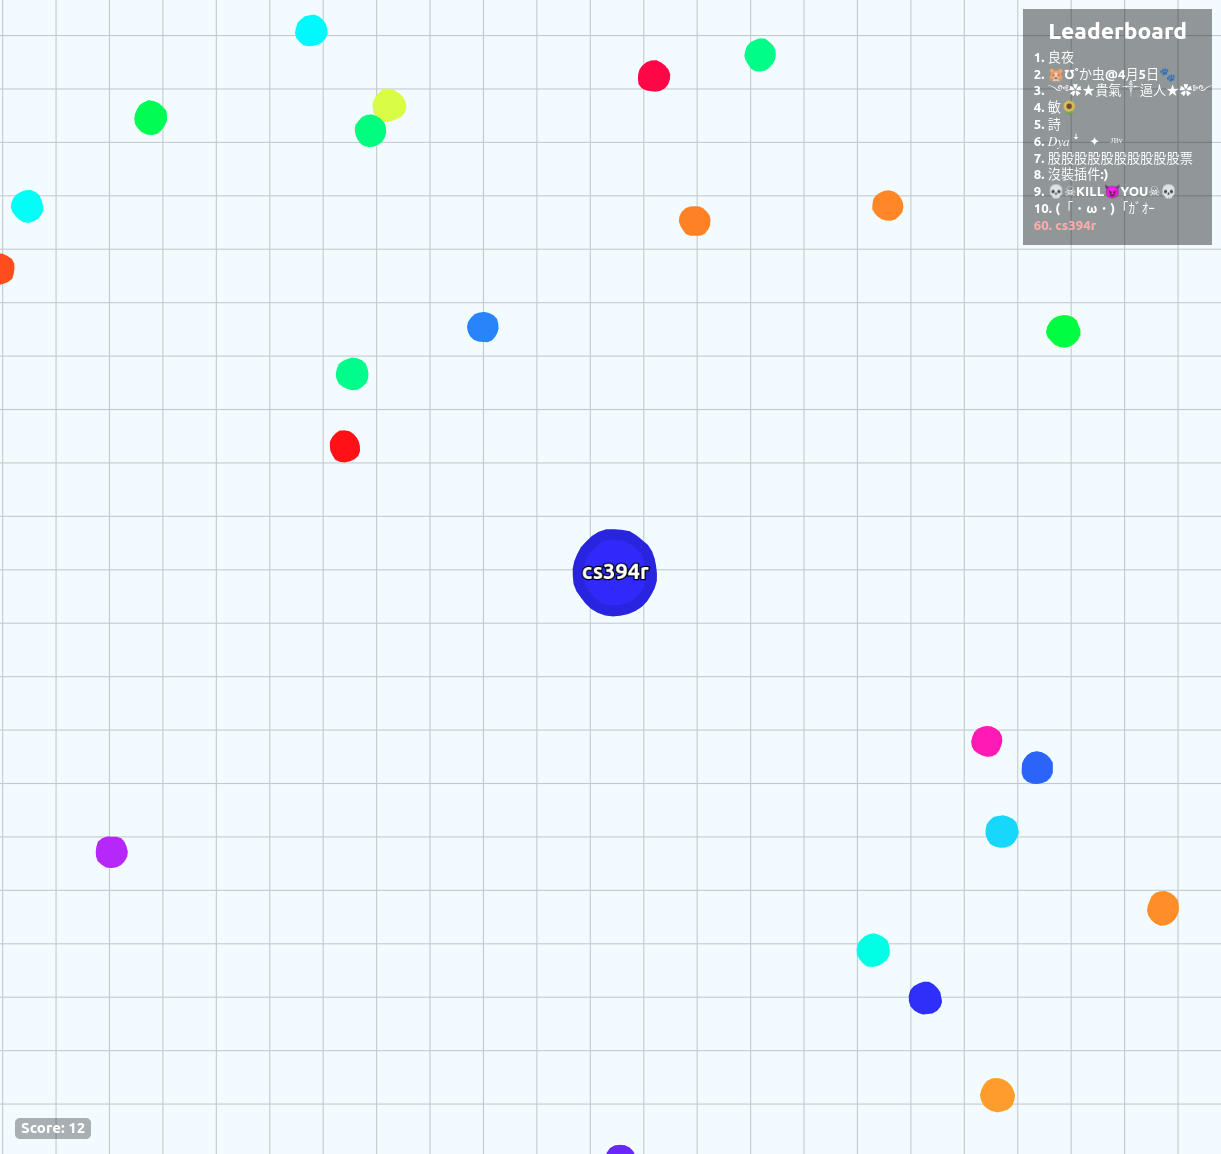 Leaderboard
1. 良夜
2. 🐹℧ﾟか虫@4月5日🐾
3. ༺✽★貴氣༒逼人★✽༻
4. 敏🌻
5. 詩
6. 𝐷𝑦𝑎 ⸸ ✦
7. 股股股股股股股股股股票
8. 沒裝插件:)
9. 💀☠KILL😈YOU☠💀
10. (「・ω・)「ｶﾞｵｰ
60. cs394r
cs394r
Score: 12